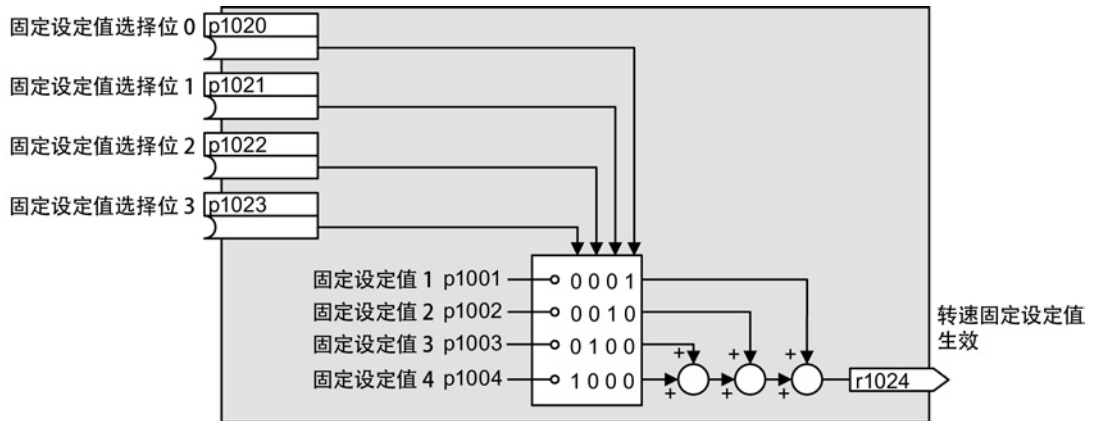 固定设定值选择位 0 p1020
固定设定值选择位 1 p1021
固定设定值选择位 2 p1022
固定设定值选择位 3 p1023
固定设定值 1 p1001 0 0 0 1
固定设定值 2 p1002 0 0 1 0
固定设定值 3 p1003 0 1 0 0
固定设定值 4 p1004 1 0 0 0
+ + +
+ + +
转速固定设定值
生效
r1024